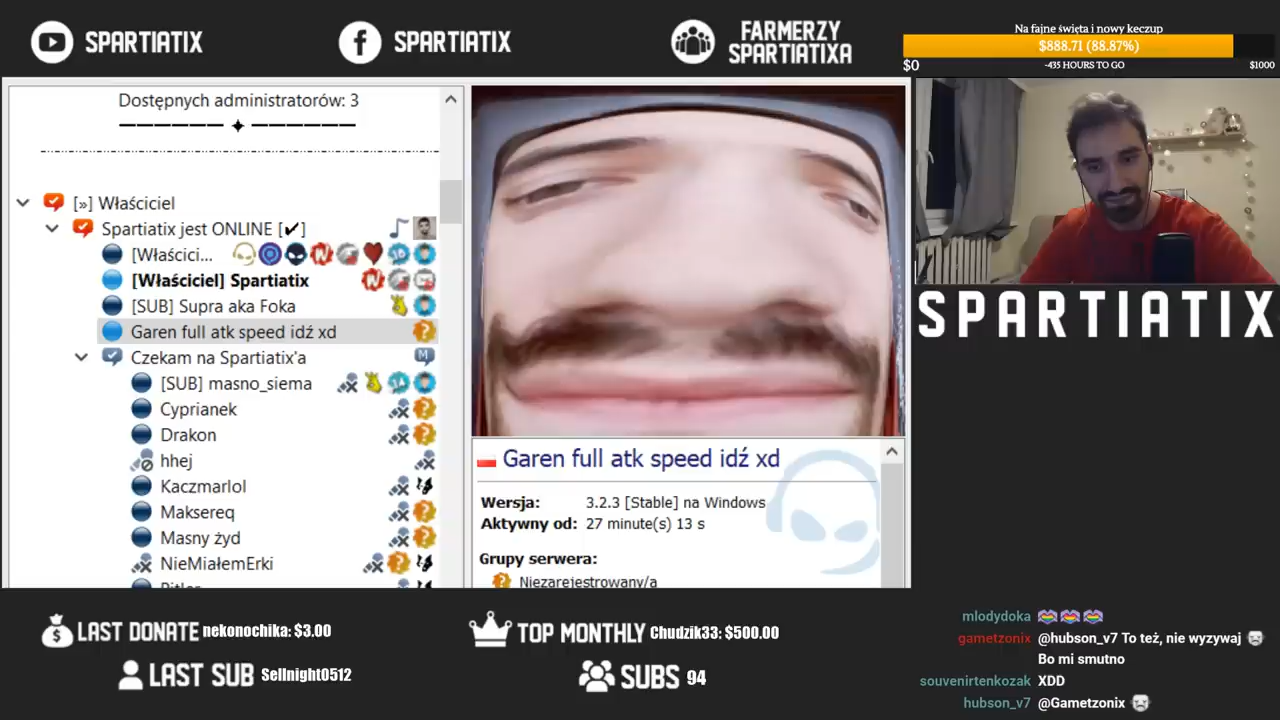 SPARTIATIX
SPARTIATIX
FARMERZY
SPARTIATIXA
Na fajne święta i nowy keczup
$888.71 (88.87%)
$0
-435 HOURS TO GO
$1000
Dostępnych administratorów: 3
[»] Właściciel
Spartiatix jest ONLINE [✔]
[Właścici...
[Właściciel] Spartiatix
[SUB] Supra aka Foka
Garen full atk speed idź xd
Czekam na Spartiatix'a
[SUB] masno_siema
Cyprianek
Drakon
hhej
Kaczmarlol
Maksereq
Masny żyd
NieMiałemErki
Garen full atk speed idź xd
Wersja: 3.2.3 [Stable] na Windows
Aktywny od: 27 minute(s) 13 s
Grupy serwera:
Niezarejestrowany/a
SPARTIATIX
LAST DONATE nekonochika: $3.00
LAST SUB Sellnight0512
TOP MONTHLY Chudzik33: $500.00
SUBS 94
mlodydoka
gametzonix @hubson_v7 To też, nie wyzywaj
Bo mi smutno
souvenirtenkozak XDD
hubson_v7 @Gametzonix